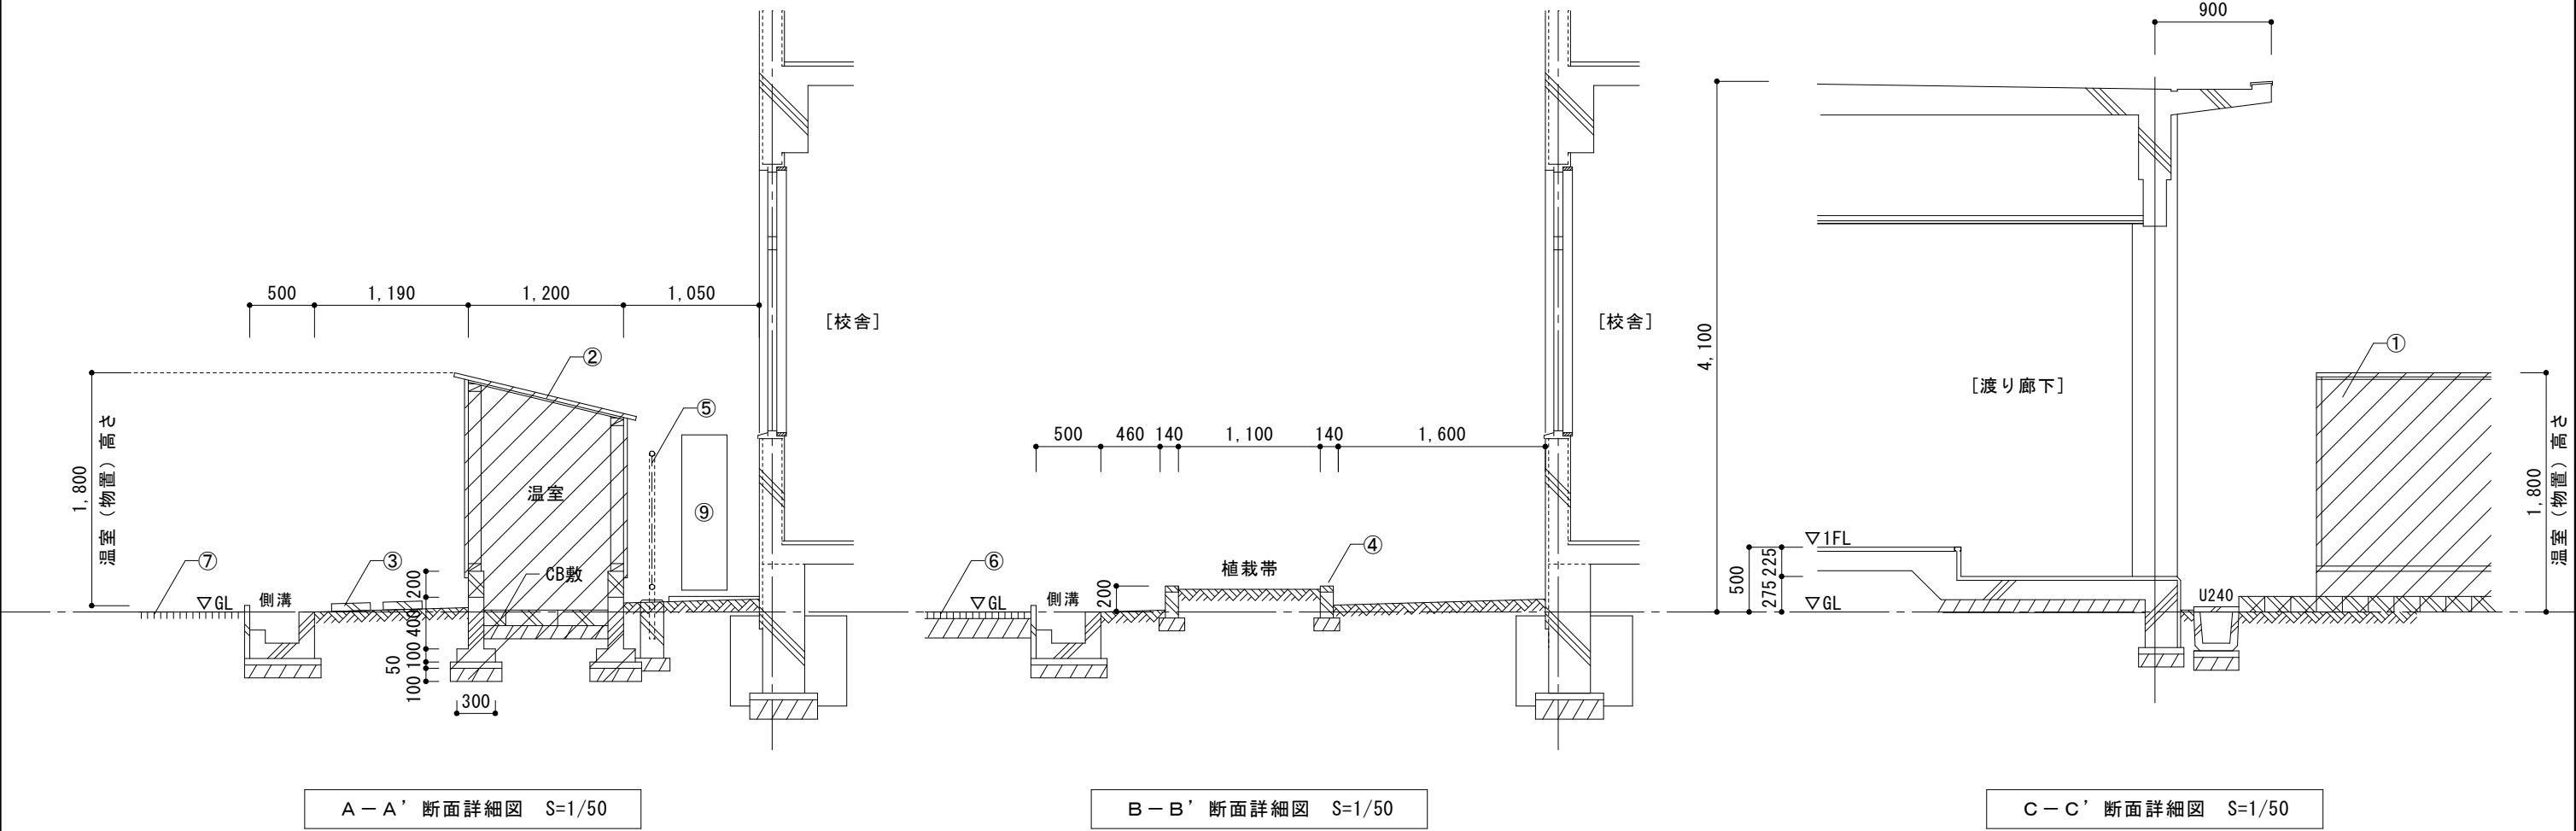 500
1,190
1,200
1,050
[校舎]
②
⑤
⑨
温室
1,800
温室（物置）高さ
⑦
③
CB敷
▽GL
側溝
200
400
100
50
100
300
A－A’断面詳細図　S=1/50
500
460
140
1,100
140
1,600
[校舎]
⑥
④
植栽帯
200
▽GL
側溝
B－B’断面詳細図　S=1/50
900
4,100
①
[渡り廊下]
1,800
温室（物置）高さ
▽1FL
500
225
275
▽GL
U240
C－C’断面詳細図　S=1/50